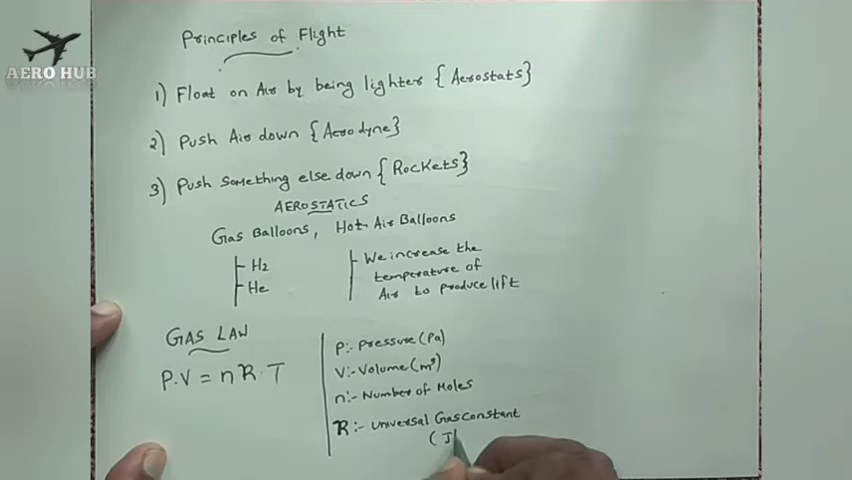 AERO HUB
Principles of Flight
1) Float on Air by being lighter {Aerostats}
2) Push Air down {Aerodyne}
3) Push Something else down {Rockets}
AEROSTATICS
Gas Balloons, Hot Air Balloons
H2
He
We increase the
temperature of
Air to produce lift
GAS LAW
P.V = nR.T
P:- Pressure (Pa)
V:- Volume (m³)
n:- Number of Moles
R:- Universal Gas constant
(J